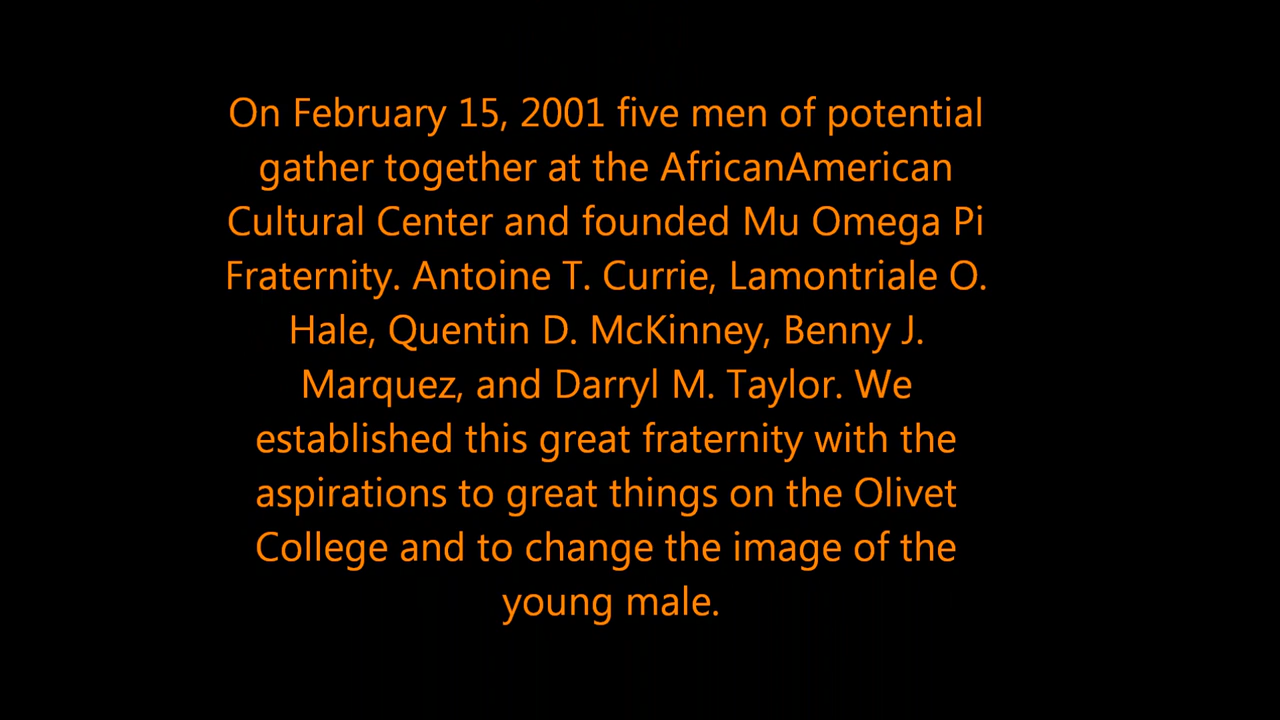 On February 15, 2001 five men of potential
gather together at the AfricanAmerican
Cultural Center and founded Mu Omega Pi
Fraternity. Antoine T. Currie, Lamontriale O.
Hale, Quentin D. McKinney, Benny J.
Marquez, and Darryl M. Taylor. We
established this great fraternity with the
aspirations to great things on the Olivet
College and to change the image of the
young male.